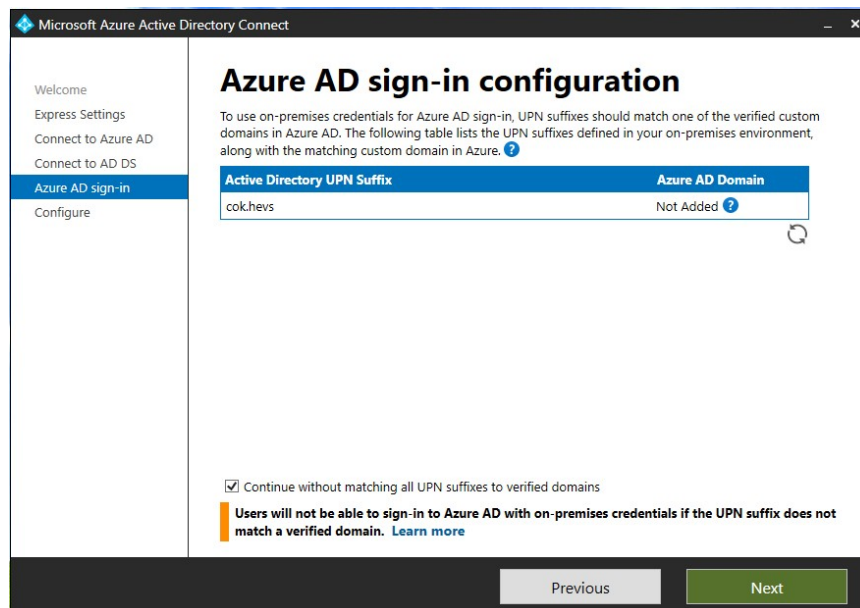 Microsoft Azure Active Directory Connect
Welcome
Express Settings
Connect to Azure AD
Connect to AD DS
Azure AD sign-in
Configure
Azure AD sign-in configuration
To use on-premises credentials for Azure AD sign-in, UPN suffixes should match one of the verified custom
domains in Azure AD. The following table lists the UPN suffixes defined in your on-premises environment,
along with the matching custom domain in Azure. ?
Active Directory UPN Suffix Azure AD Domain
cok.hevs Not Added ?
Continue without matching all UPN suffixes to verified domains
Users will not be able to sign-in to Azure AD with on-premises credentials if the UPN suffix does not
match a verified domain. Learn more
Previous Next